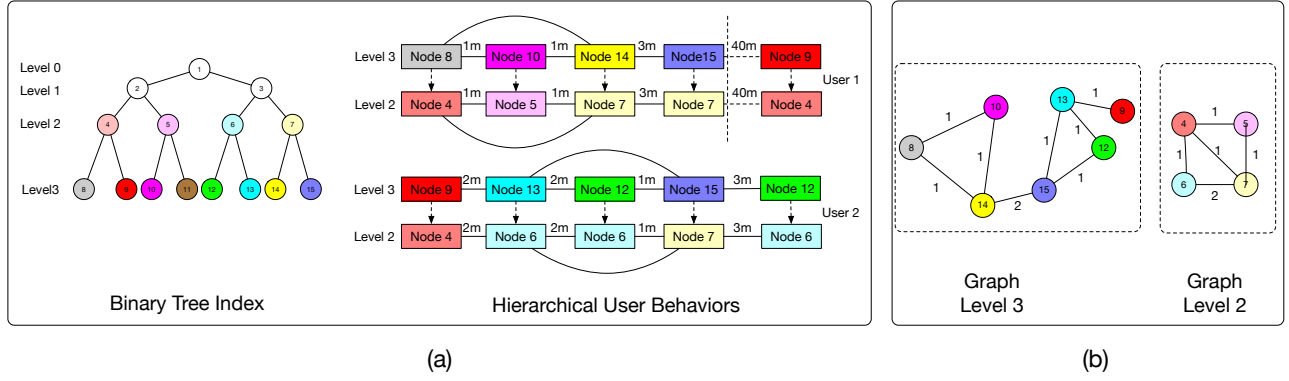 Level 0
Level 1
Level 2
Level3
1
2
3
4
5
6
7
8
9
10
11
12
13
14
15
Binary Tree Index
Level 3
Node 8
1m
Node 10
1m
Node 14
3m
Node15
40m
Node 9
User 1
Level 2
Node 4
1m
Node 5
1m
Node 7
3m
Node 7
40m
Node 4
Level 3
Node 9
2m
Node 13
2m
Node 12
1m
Node 15
3m
Node 12
User 2
Level 2
Node 4
2m
Node 6
2m
Node 6
1m
Node 7
3m
Node 6
Hierarchical User Behaviors
(a)
8
10
14
15
13
9
12
1
1
1
2
1
1
1
1
Graph
Level 3
4
5
6
7
1
1
1
1
2
Graph
Level 2
(b)